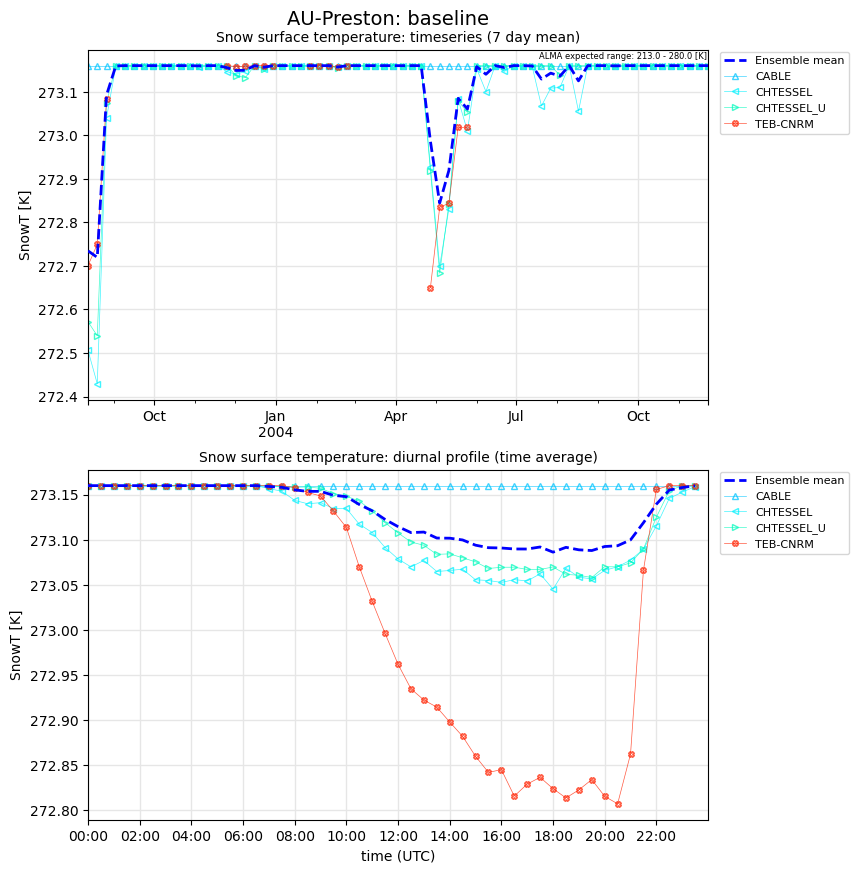 AU-Preston: baseline
Snow surface temperature: timeseries (7 day mean)
ALMA expected range: 213.0 - 280.0 [K]
Ensemble mean
CABLE
CHTESSEL
CHTESSEL_U
TEB-CNRM
SnowT [K]
273.1
273.0
272.9
272.8
272.7
272.6
272.5
272.4
Oct
Jan
2004
Apr
Jul
Oct
Snow surface temperature: diurnal profile (time average)
Ensemble mean
CABLE
CHTESSEL
CHTESSEL_U
TEB-CNRM
SnowT [K]
273.15
273.10
273.05
273.00
272.95
272.90
272.85
272.80
00:00
02:00
04:00
06:00
08:00
10:00
12:00
14:00
16:00
18:00
20:00
22:00
time (UTC)